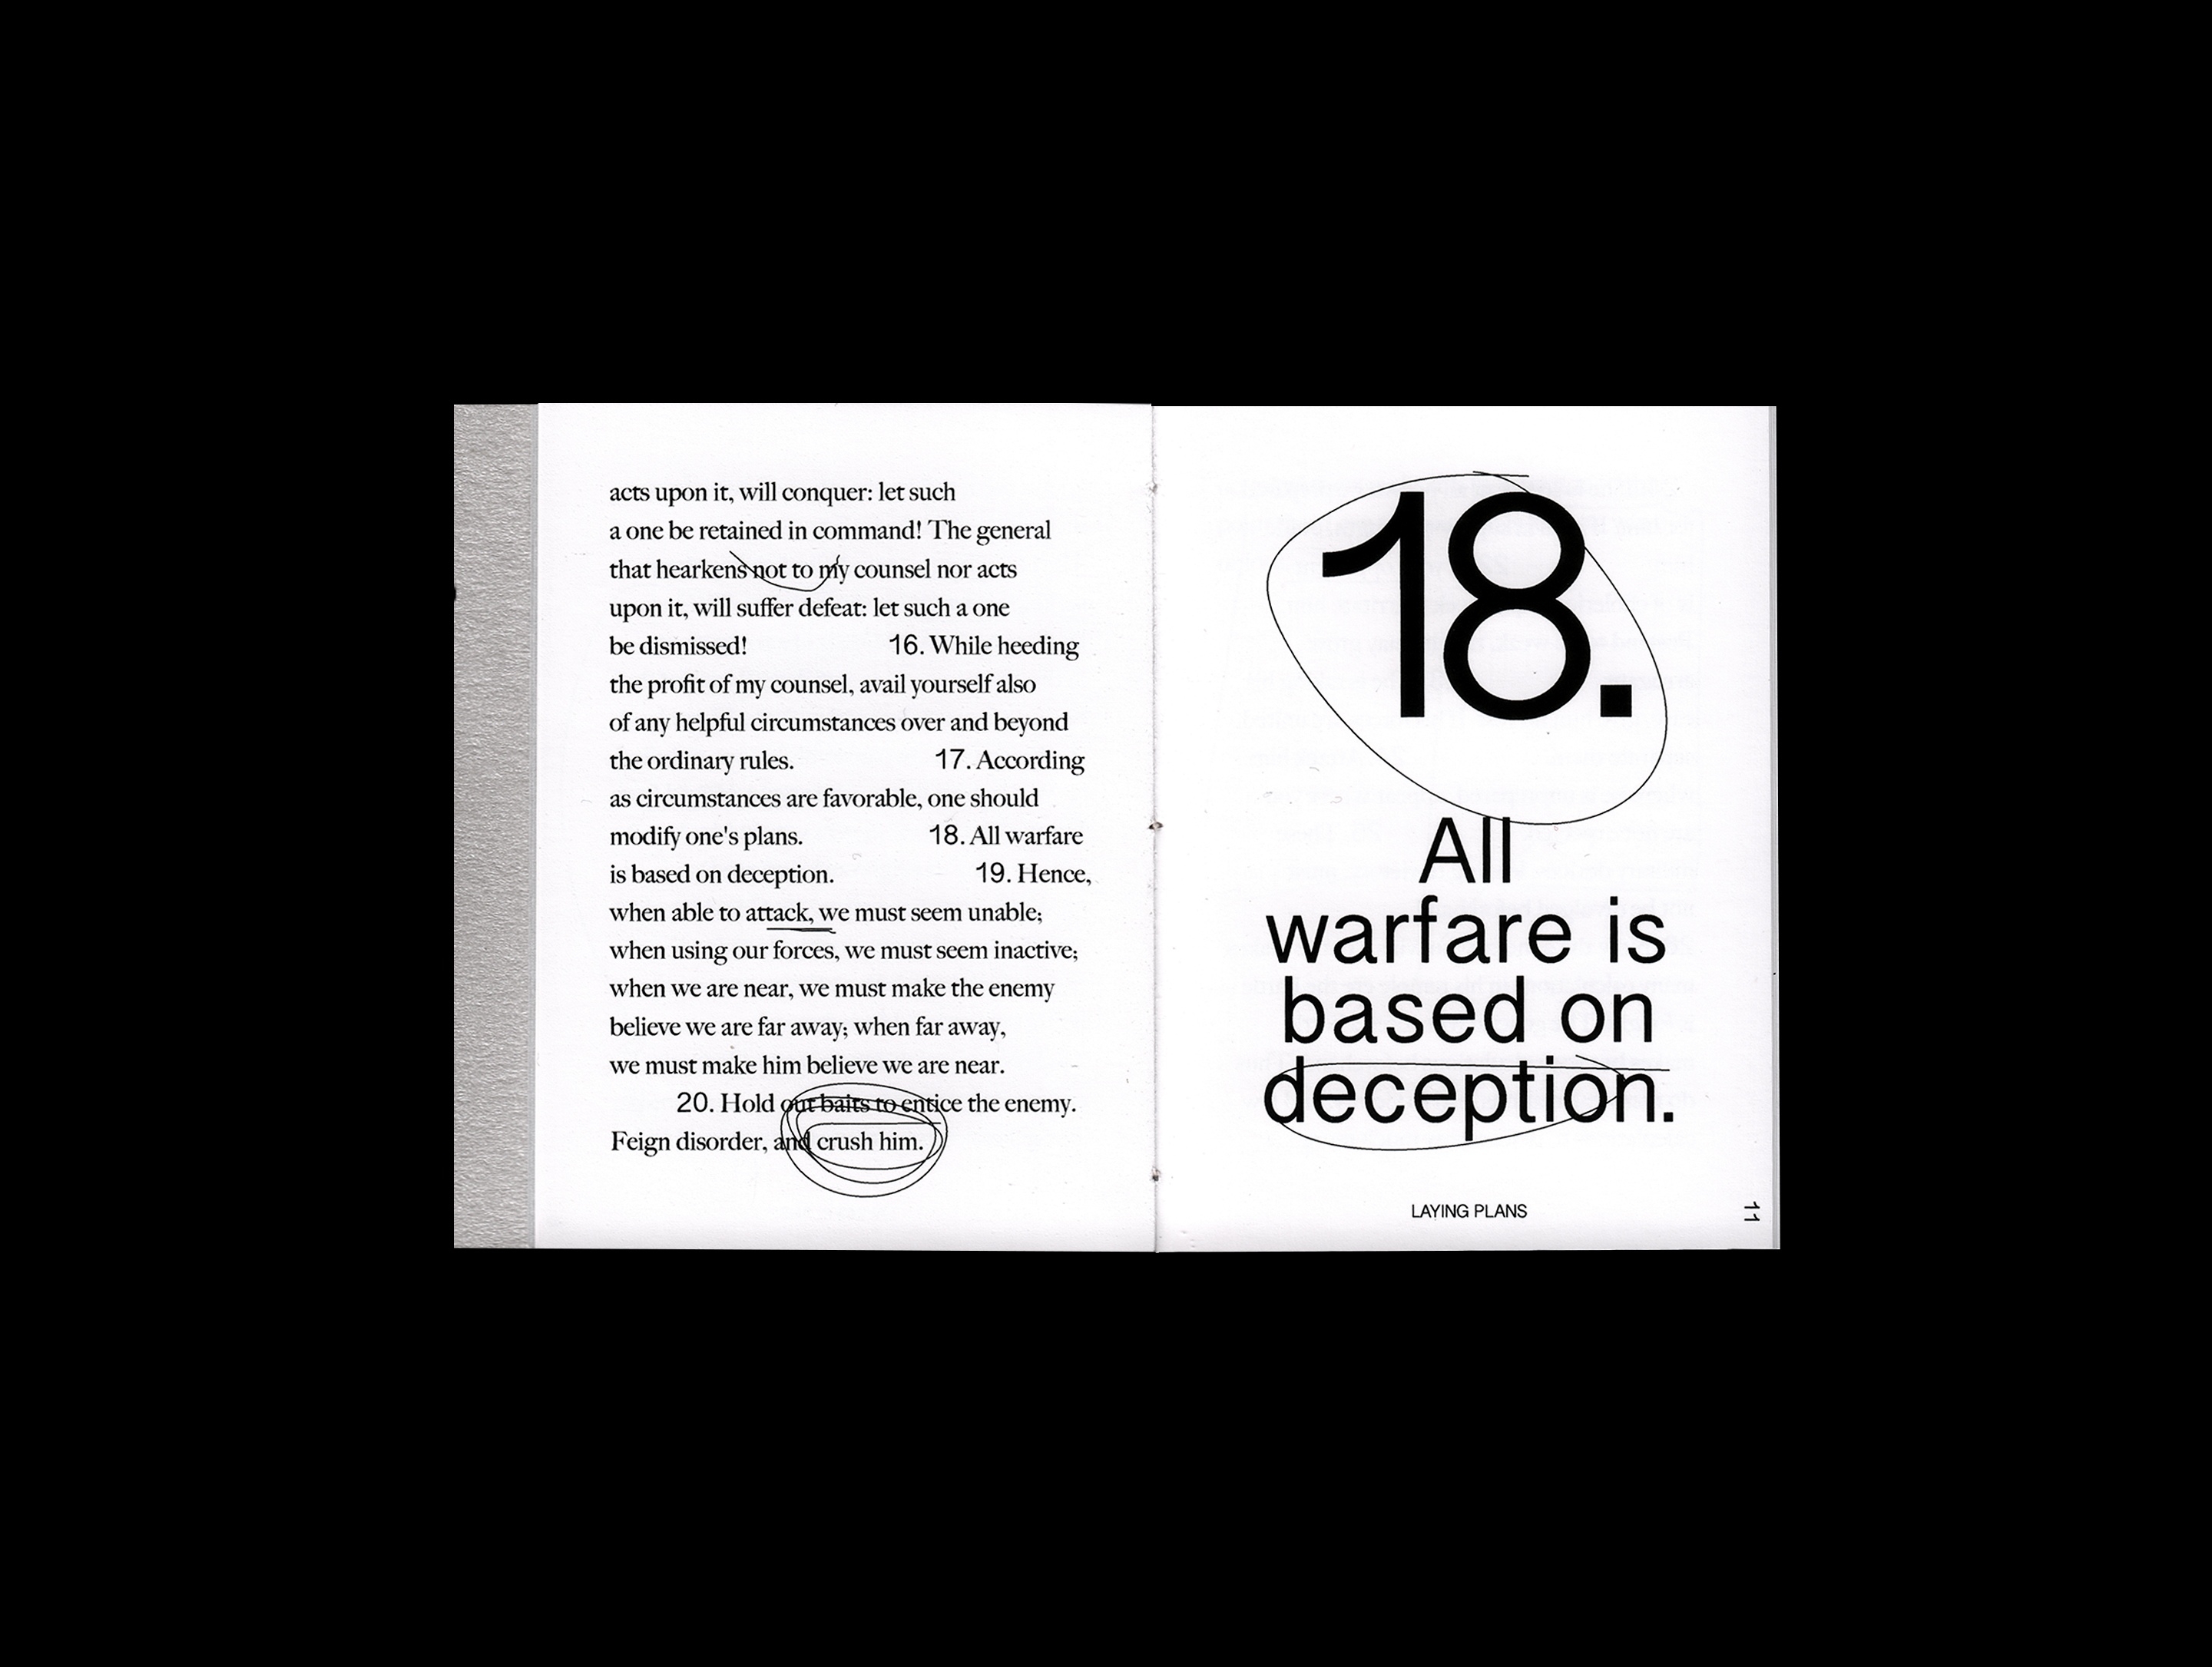 acts upon it, will conquer: let such
a one be retained in command! The general
that hearkens not to my counsel nor acts
upon it, will suffer defeat: let such a one
be dismissed! 16. While heeding
the profit of my counsel, avail yourself also
of any helpful circumstances over and beyond
the ordinary rules. 17. According
as circumstances are favorable, one should
modify one's plans. 18. All warfare
is based on deception. 19. Hence,
when able to attack, we must seem unable;
when using our forces, we must seem inactive;
when we are near, we must make the enemy
believe we are far away; when far away,
we must make him believe we are near.
20. Hold out baits to entice the enemy.
Feign disorder, and crush him.
18.
All
warfare is
based on
deception.
LAYING PLANS
11